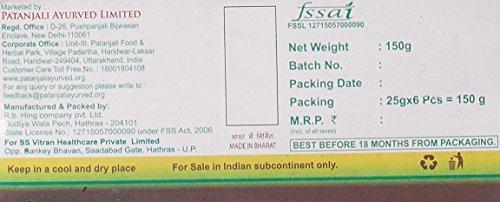 Marketed by :
PATANJALI AYURVED LIMITED
Regd. Office : D-26, Pushpanjali Bijwasan
Enclave, New Delhi-110061
Corporate Office : Unit-III, Patanjali Food &
Herbal Park, Village Padartha, Haridwar-Laksar
Road, Haridwar-249404, Uttarakhand, India
Customer Care Toll Free No. : 18001804108
www.patanjaliayurved.org
For any query or suggestion please write to :
feedback@patanjaliayurved.org
Manufactured & Packed by:
R.b. Hing company pvt. Ltd.
Gudiya Wala Pech, Hathras - 204101
State License No.: 12715057000090 under FSS Act, 2006
For SS Vitran Healthcare Private Limited
Opp. Bankey Bhavan, Saadabad Gate, Hathras - U.P.
भारत में निर्मित
MADE IN BHARAT
fssai
FSSL 12715057000090
Net Weight : 150g
Batch No. :
Packing Date :
Packing : 25gx6 Pcs = 150 g
M.R.P. ₹ :
(Incl. of all taxes)
BEST BEFORE 18 MONTHS FROM PACKAGING.
Keep in a cool and dry place For Sale in Indian subcontinent only.